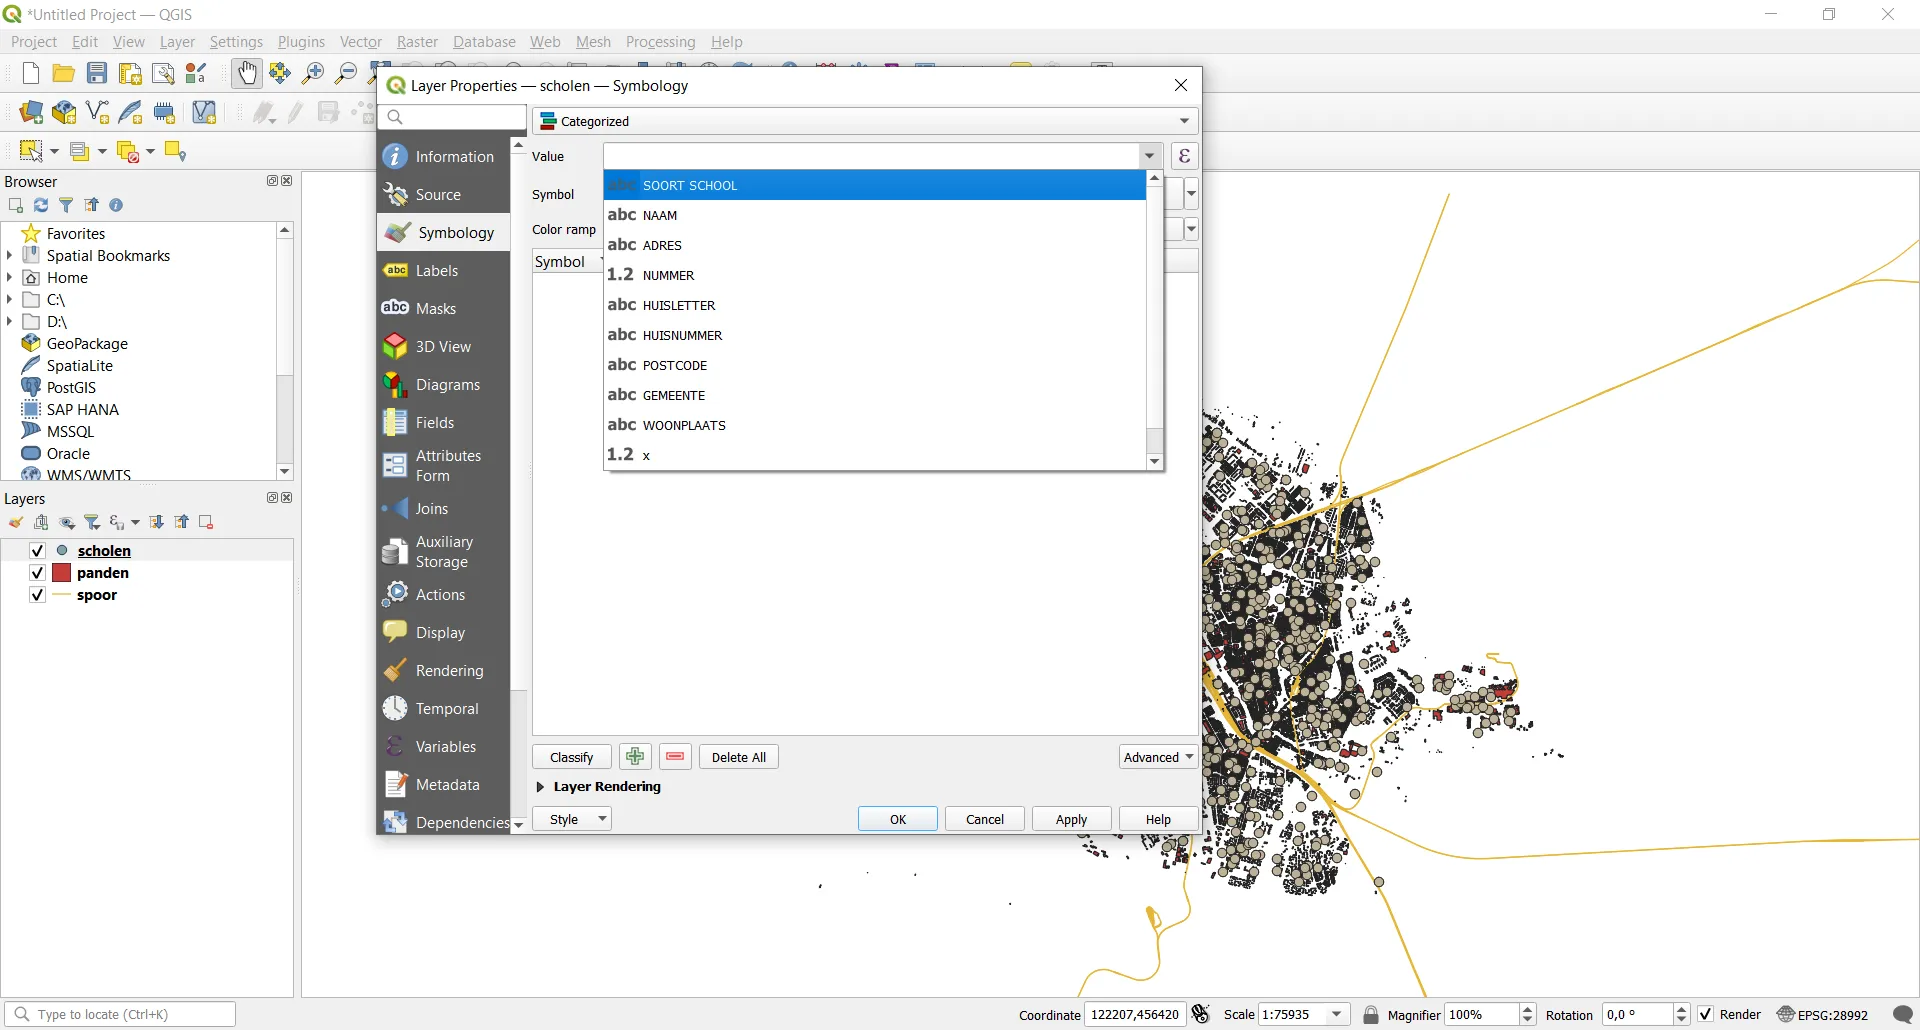 *Untitled Project — QGIS
Project Edit View Layer Settings Plugins Vector Raster Database Web Mesh Processing Help
Layer Properties — scholen — Symbology
Categorized
Information
Source
Symbology
abc Labels
abc Masks
3D View
Diagrams
Fields
Attributes
Form
Joins
Auxiliary
Storage
Actions
Display
Rendering
Temporal
Variables
Metadata
Dependencies
Value
ε
Symbol
Color ramp
Symbol
abc SOORT SCHOOL
abc NAAM
abc ADRES
1.2 NUMMER
abc HUISLETTER
abc HUISNUMMER
abc POSTCODE
abc GEMEENTE
abc WOONPLAATS
1.2 x
Classify Delete All Advanced
Layer Rendering
Style OK Cancel Apply Help
Browser
Favorites
Spatial Bookmarks
Home
C:\
D:\
GeoPackage
SpatiaLite
PostGIS
SAP HANA
MSSQL
Oracle
WMS/WMTS
Layers
scholen
panden
spoor
Type to locate (Ctrl+K) Coordinate 122207,456420 Scale 1:75935 Magnifier 100% Rotation 0,0 ° Render EPSG:28992